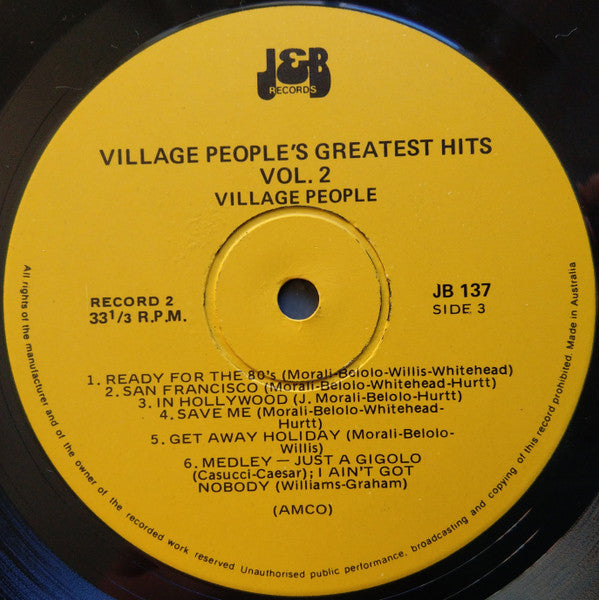 J&B
RECORDS
VILLAGE PEOPLE'S GREATEST HITS
VOL. 2
VILLAGE PEOPLE
RECORD 2
33 1/3 R.P.M.
JB 137
SIDE 3
1. READY FOR THE 80's (Morali-Belolo-Willis-Whitehead)
2. SAN FRANCISCO (Morali-Belolo-Whitehead-Hurtt)
3. IN HOLLYWOOD (J. Morali-Belolo-Hurtt)
4. SAVE ME (Morali-Belolo-Whitehead-
Hurtt)
5. GET AWAY HOLIDAY (Morali-Belolo-
Willis)
6. MEDLEY — JUST A GIGOLO
(Casucci-Caesar); I AIN'T GOT
NOBODY (Williams-Graham)
(AMCO)
All rights of the manufacturer and of the owner of the recorded work reserved Unauthorised public performance, broadcasting and copying of this record prohibited. Made in Australia